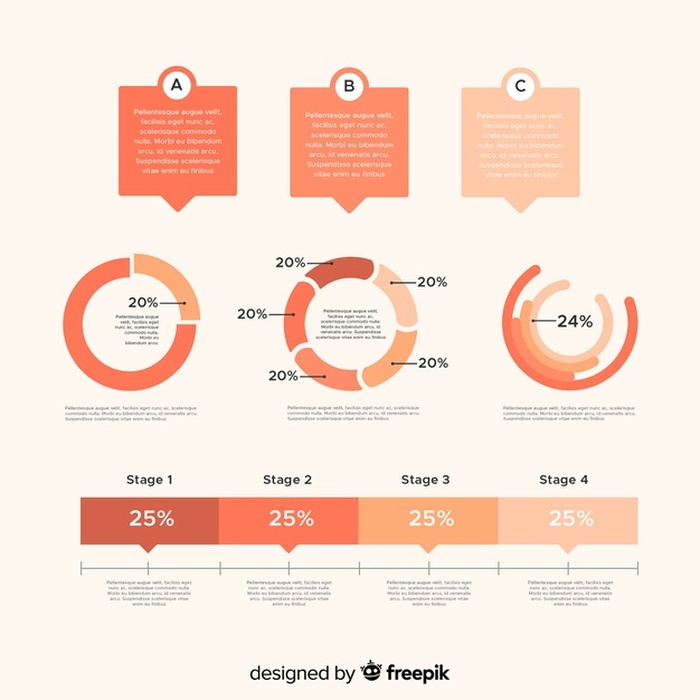 A
B
C
Pellentesque augue velit,
facilisis eget nunc ac,
scelerisque commodo
nulla. Morbi eu bibendum
arcu, id venenatis arcu.
Suspendisse scelerisque
vitae enim eu finibus
Pellentesque augue velit,
facilisis eget nunc ac,
scelerisque commodo
nulla. Morbi eu bibendum
arcu, id venenatis arcu.
Suspendisse scelerisque
vitae enim eu finibus
Pellentesque augue velit,
facilisis eget nunc ac,
scelerisque commodo
nulla. Morbi eu bibendum
arcu, id venenatis arcu.
Suspendisse scelerisque
vitae enim eu finibus
20%
Pellentesque augue
velit, facilisis eget
nunc ac, scelerisque
commodo
nulla. Morbi
eu
bibendum
arcu
Pellentesque augue velit, facilisis eget nunc ac, scelerisque
commodo nulla. Morbi eu bibendum arcu, id venenatis arcu.
Suspendisse scelerisque vitae enim eu finibus
20%
20%
20%
20%
20%
Pellentesque augue
velit, facilisis eget nunc
ac, scelerisque commodo
nulla. Morbi eu bibendum
arcu, id venenatis arcu.
Suspendisse scelerisque
vitae enim eu finibus
Pellentesque augue velit, facilisis eget nunc ac, scelerisque
commodo nulla. Morbi eu bibendum arcu, id venenatis arcu.
Suspendisse scelerisque vitae enim eu finibus
24%
Pellentesque augue velit, facilisis eget nunc ac, scelerisque
commodo nulla. Morbi eu bibendum arcu, id venenatis arcu.
Suspendisse scelerisque vitae enim eu finibus
Stage 1
Stage 2
Stage 3
Stage 4
25%
25%
25%
25%
Pellentesque augue velit, facilisis eget
nunc ac, scelerisque commodo nulla.
Morbi eu bibendum arcu, id venenatis
arcu. Suspendisse scelerisque vitae
enim eu finibus
Pellentesque augue velit, facilisis eget
nunc ac, scelerisque commodo nulla.
Morbi eu bibendum arcu, id venenatis
arcu. Suspendisse scelerisque vitae
enim eu finibus
Pellentesque augue velit, facilisis eget
nunc ac, scelerisque commodo nulla.
Morbi eu bibendum arcu, id venenatis
arcu. Suspendisse scelerisque vitae
enim eu finibus
Pellentesque augue velit, facilisis eget
nunc ac, scelerisque commodo nulla.
Morbi eu bibendum arcu, id venenatis
arcu. Suspendisse scelerisque vitae
enim eu finibus
designed by freepik